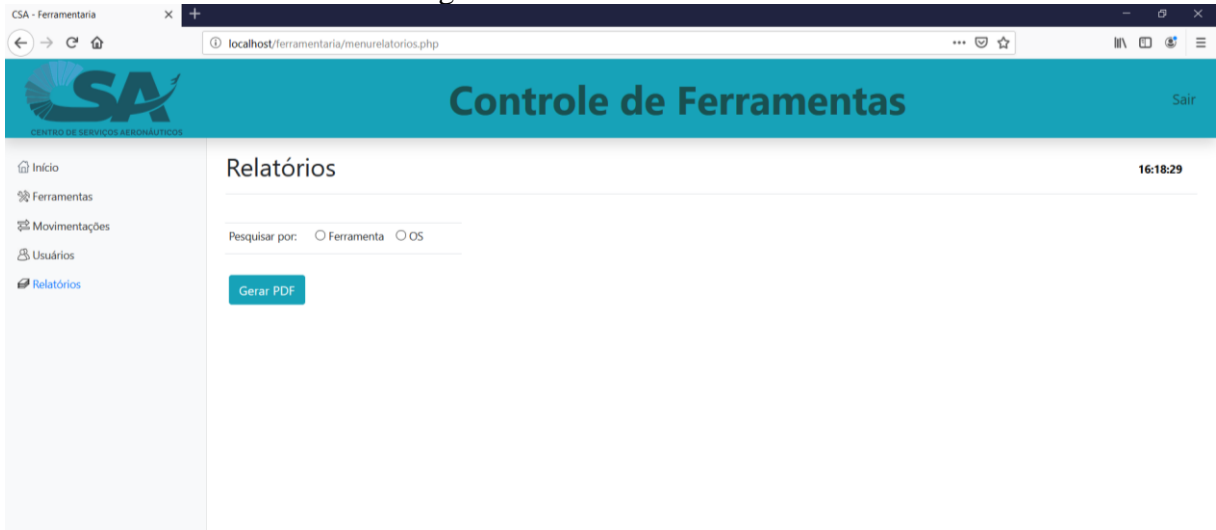 CSA - Ferramentaria
localhost/ferramentaria/menurelatorios.php
CSA
CENTRO DE SERVIÇOS AERONÁUTICOS
Controle de Ferramentas
Sair
Início
Ferramentas
Movimentações
Usuários
Relatórios
Relatórios
16:18:29
Pesquisar por: Ferramenta OS
Gerar PDF